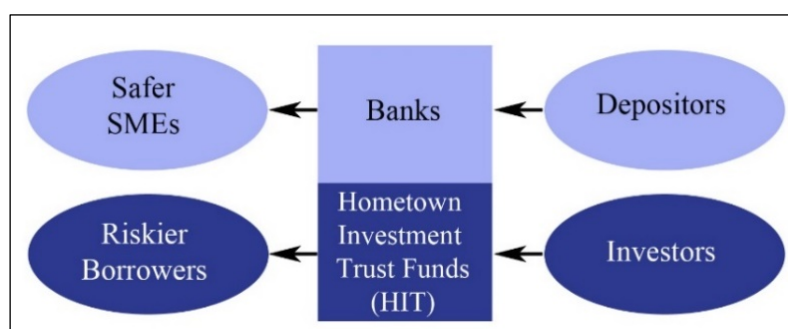 Safer
SMEs
Banks
Depositors
Riskier
Borrowers
Hometown
Investment
Trust Funds
(HIT)
Investors